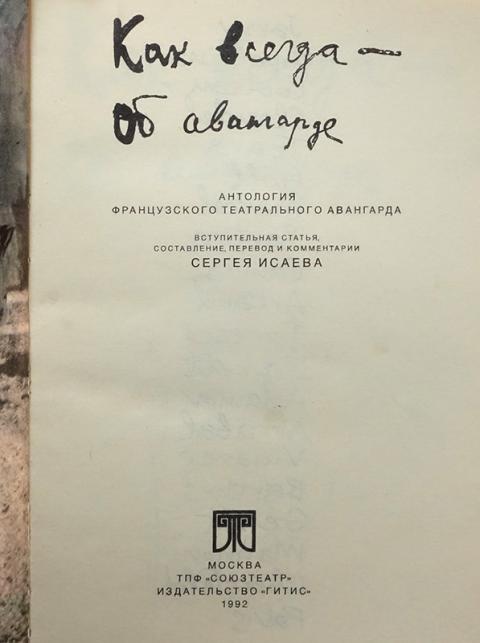 Как всегда —
Об авангарде
АНТОЛОГИЯ
ФРАНЦУЗСКОГО ТЕАТРАЛЬНОГО АВАНГАРДА
ВСТУПИТЕЛЬНАЯ СТАТЬЯ,
СОСТАВЛЕНИЕ, ПЕРЕВОД И КОММЕНТАРИИ
СЕРГЕЯ ИСАЕВА
МОСКВА
ТПФ «СОЮЗТЕАТР»
ИЗДАТЕЛЬСТВО «ГИТИС»
1992